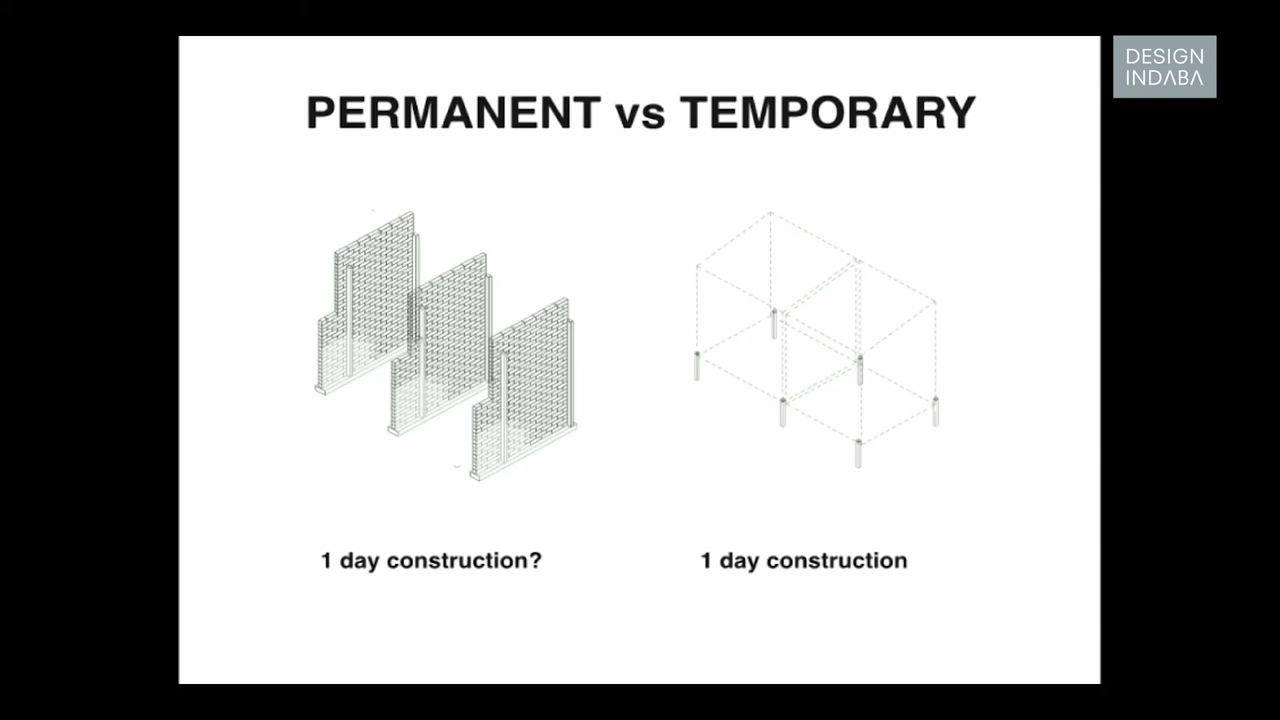 DESIGN
INDABA
PERMANENT vs TEMPORARY
1 day construction?
1 day construction